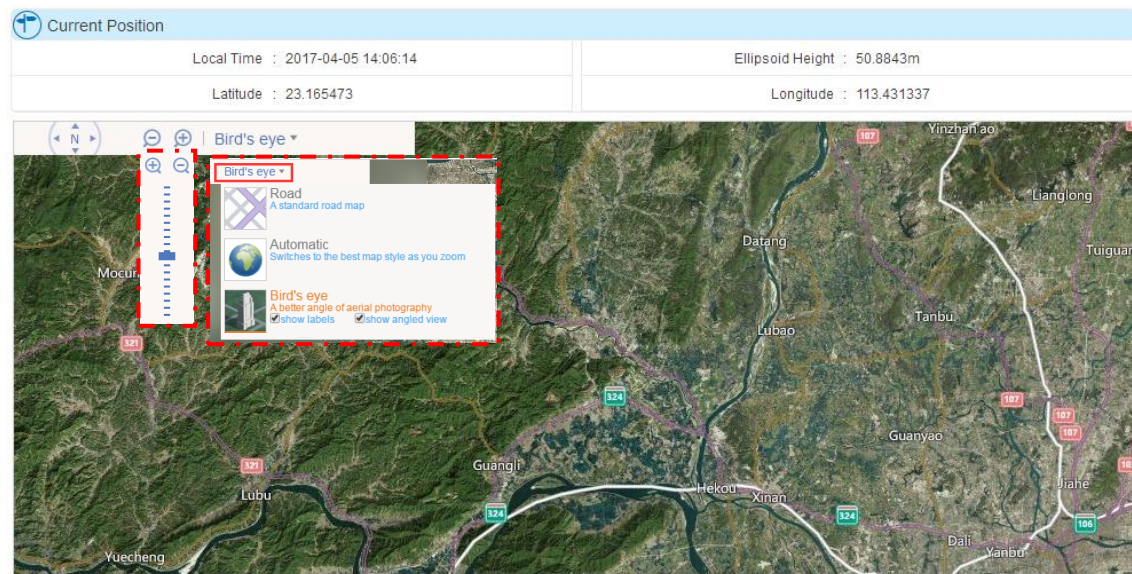 Current Position
Local Time : 2017-04-05 14:06:14
Ellipsoid Height : 50.8843m
Latitude : 23.165473
Longitude : 113.431337
N
Bird's eye
Bird's eye
Road
A standard road map
Automatic
Switches to the best map style as you zoom
Bird's eye
A better angle of aerial photography
show labels
show angled view
107
Yinzhan'ao
Lianglong
Datang
Tuiguan
Mocun
Tanbu
Lubao
321
324
107
107
107
Guanyao
321
Guangli
Lubu
Hekou
Xinan
Jiahe
324
324
106
Dali
Yanbu
Yuecheng